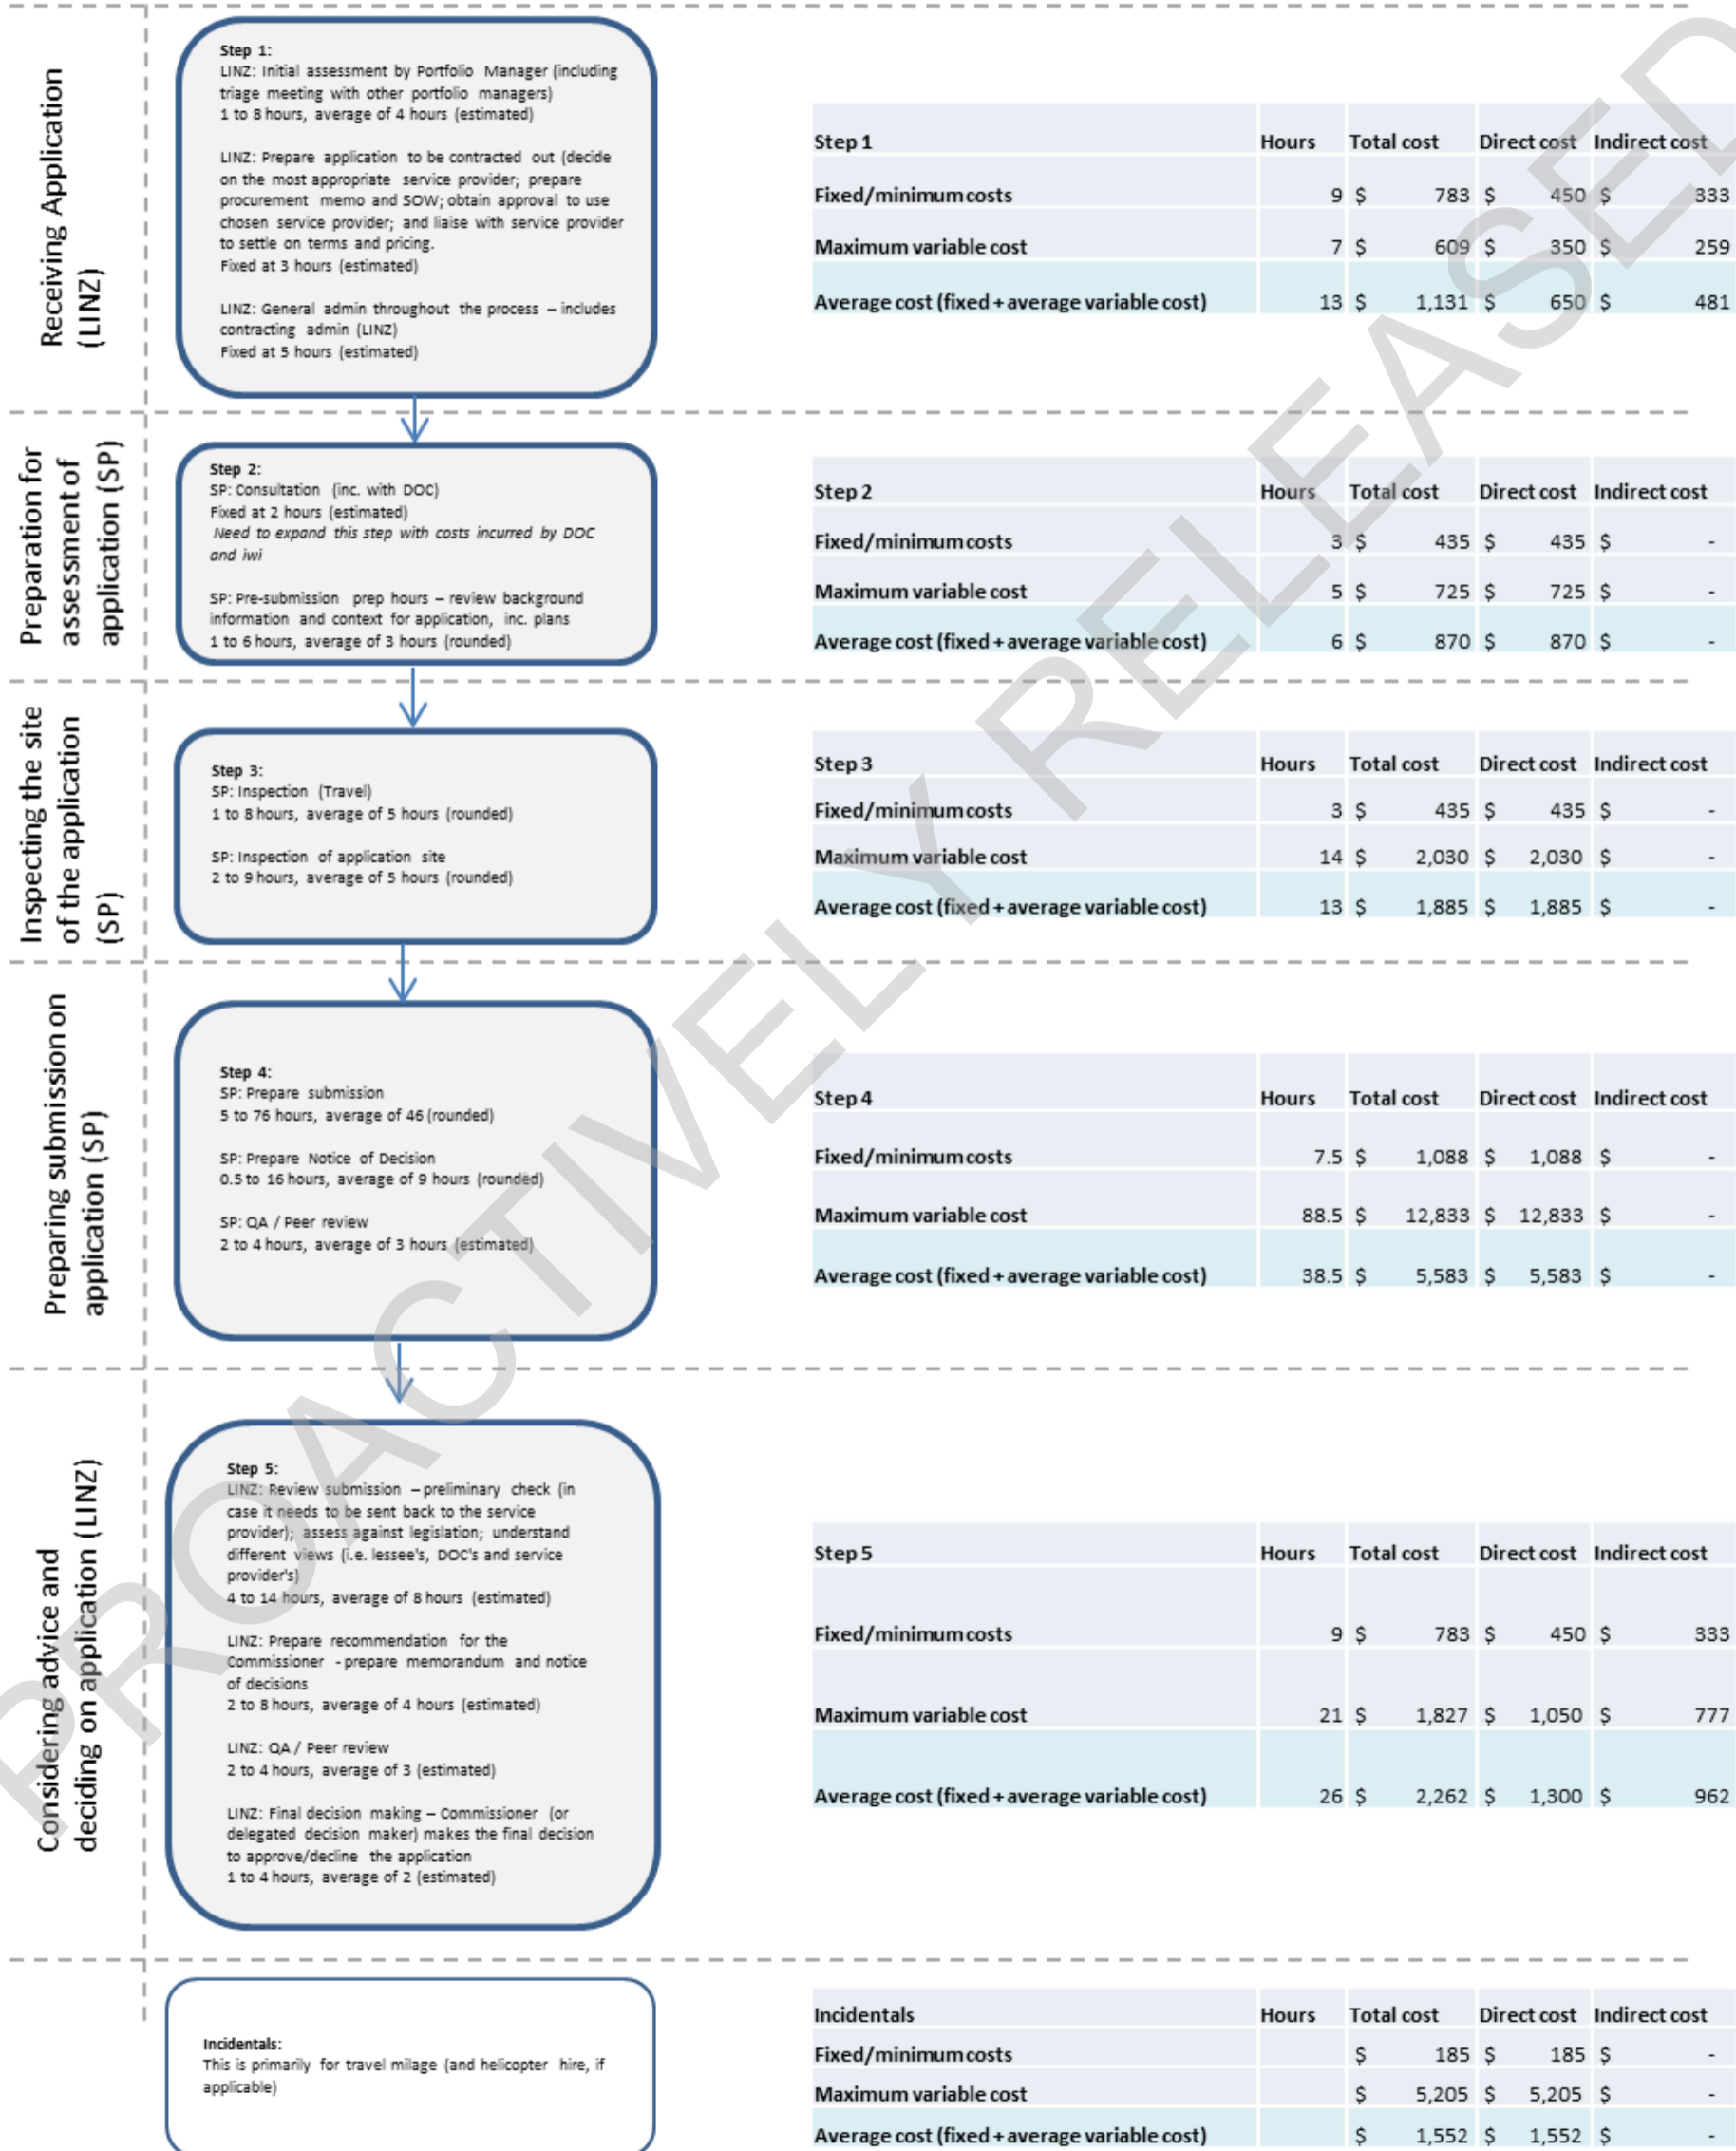 Receiving Application
(LINZ)
Step 1:
LINZ: Initial assessment by Portfolio Manager (including
triage meeting with other portfolio managers)
1 to 8 hours, average of 4 hours (estimated)
LINZ: Prepare application to be contracted out (decide
on the most appropriate service provider; prepare
procurement memo and SOW; obtain approval to use
chosen service provider; and liaise with service provider
to settle on terms and pricing.
Fixed at 3 hours (estimated)
LINZ: General admin throughout the process – includes
contracting admin (LINZ)
Fixed at 5 hours (estimated)
Step 1 Hours Total cost Direct cost Indirect cost
Fixed/minimum costs 9 $ 783 $ 450 $ 333
Maximum variable cost 7 $ 609 $ 350 $ 259
Average cost (fixed + average variable cost) 13 $ 1,131 $ 650 $ 481
Preparation for
assessment of
application (SP)
Step 2:
SP: Consultation (inc. with DOC)
Fixed at 2 hours (estimated)
Need to expand this step with costs incurred by DOC
and iwi
SP: Pre-submission prep hours – review background
information and context for application, inc. plans
1 to 6 hours, average of 3 hours (rounded)
Step 2 Hours Total cost Direct cost Indirect cost
Fixed/minimum costs 3 $ 435 $ 435 $ -
Maximum variable cost 5 $ 725 $ 725 $ -
Average cost (fixed + average variable cost) 6 $ 870 $ 870 $ -
Inspecting the site
of the application
(SP)
Step 3:
SP: Inspection (Travel)
1 to 8 hours, average of 5 hours (rounded)
SP: Inspection of application site
2 to 9 hours, average of 5 hours (rounded)
Step 3 Hours Total cost Direct cost Indirect cost
Fixed/minimum costs 3 $ 435 $ 435 $ -
Maximum variable cost 14 $ 2,030 $ 2,030 $ -
Average cost (fixed + average variable cost) 13 $ 1,885 $ 1,885 $ -
Preparing submission on
application (SP)
Step 4:
SP: Prepare submission
5 to 76 hours, average of 46 (rounded)
SP: Prepare Notice of Decision
0.5 to 16 hours, average of 9 hours (rounded)
SP: QA / Peer review
2 to 4 hours, average of 3 hours (estimated)
Step 4 Hours Total cost Direct cost Indirect cost
Fixed/minimum costs 7.5 $ 1,088 $ 1,088 $ -
Maximum variable cost 88.5 $ 12,833 $ 12,833 $ -
Average cost (fixed + average variable cost) 38.5 $ 5,583 $ 5,583 $ -
Considering advice and
deciding on application (LINZ)
Step 5:
LINZ: Review submission – preliminary check (in
case it needs to be sent back to the service
provider); assess against legislation; understand
different views (i.e. lessee's, DOC's and service
provider's)
4 to 14 hours, average of 8 hours (estimated)
LINZ: Prepare recommendation for the
Commissioner - prepare memorandum and notice
of decisions
2 to 8 hours, average of 4 hours (estimated)
LINZ: QA / Peer review
2 to 4 hours, average of 3 (estimated)
LINZ: Final decision making – Commissioner (or
delegated decision maker) makes the final decision
to approve/decline the application
1 to 4 hours, average of 2 (estimated)
Step 5 Hours Total cost Direct cost Indirect cost
Fixed/minimum costs 9 $ 783 $ 450 $ 333
Maximum variable cost 21 $ 1,827 $ 1,050 $ 777
Average cost (fixed + average variable cost) 26 $ 2,262 $ 1,300 $ 962
Incidentals:
This is primarily for travel milage (and helicopter hire, if
applicable)
Incidentals Hours Total cost Direct cost Indirect cost
Fixed/minimum costs $ 185 $ 185 $ -
Maximum variable cost $ 5,205 $ 5,205 $ -
Average cost (fixed + average variable cost) $ 1,552 $ 1,552 $ -
PROACTIVELY RELEASED